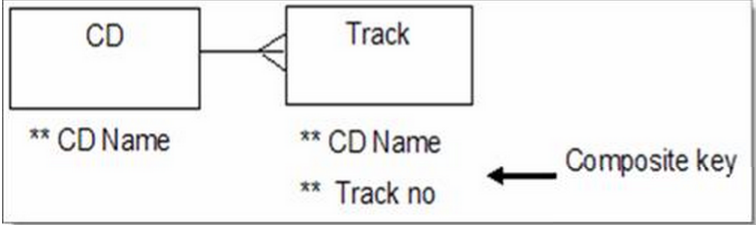 CD
Track
** CD Name
** CD Name
** Track no
Composite key